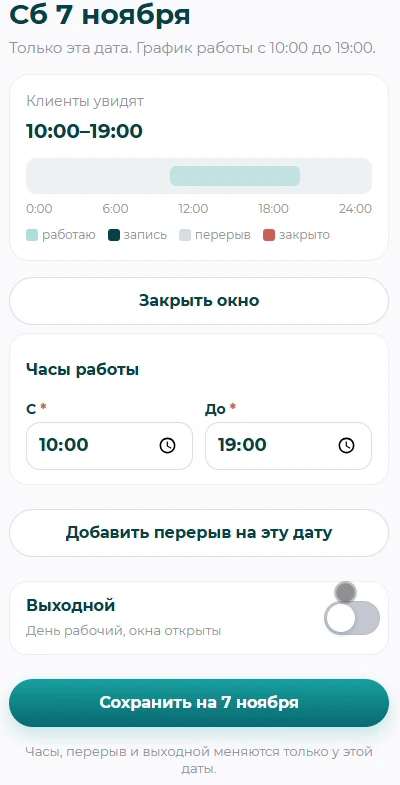 Сб 7 ноября
Только эта дата. График работы с 10:00 до 19:00.
Клиенты увидят
10:00–19:00
0:00 6:00 12:00 18:00 24:00
работаю запись перерыв закрыто
Закрыть окно
Часы работы
С * До *
10:00 19:00
Добавить перерыв на эту дату
Выходной
День рабочий, окна открыты
Сохранить на 7 ноября
Часы, перерыв и выходной меняются только у этой
даты.